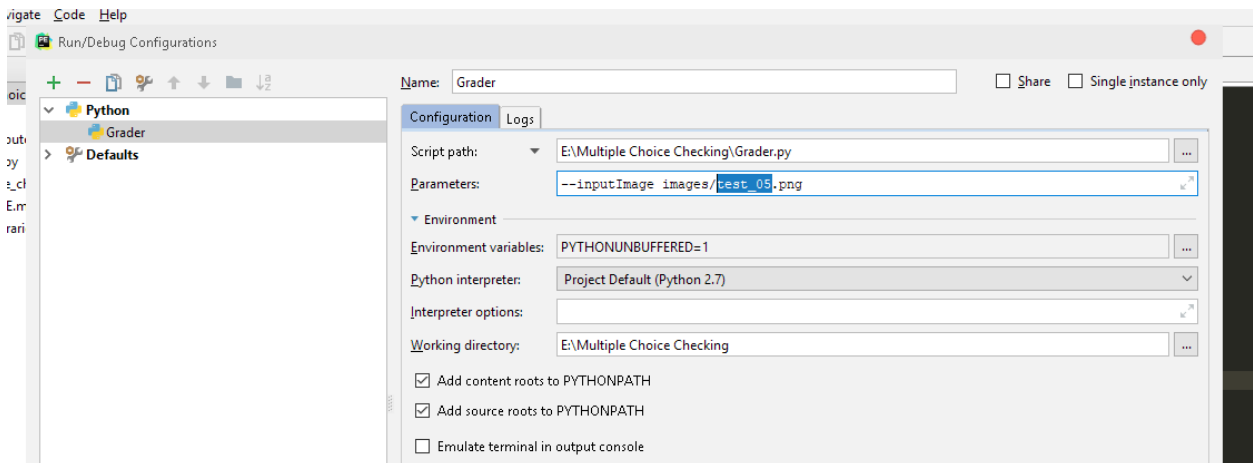 vigate Code Help
Run/Debug Configurations
Name: Grader
Share
Single instance only
oic
Python
Grader
Defaults
Configuration
Logs
Script path:
E:\Multiple Choice Checking\Grader.py
...
Parameters:
--inputImage images/test_05.png
Environment
Environment variables:
PYTHONUNBUFFERED=1
...
Python interpreter:
Project Default (Python 2.7)
Interpreter options:
Working directory:
E:\Multiple Choice Checking
...
Add content roots to PYTHONPATH
Add source roots to PYTHONPATH
Emulate terminal in output console
py
E.m
rari